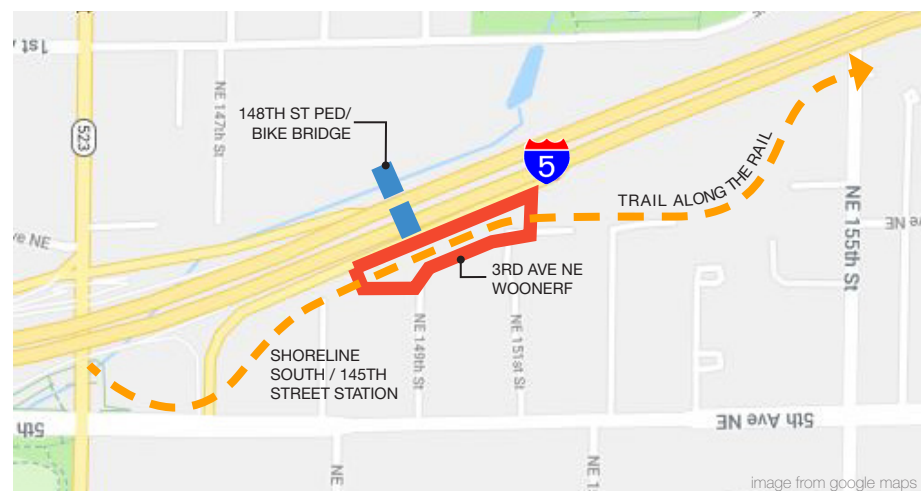 1st
NE 147th St
523
148TH ST PED/
BIKE BRIDGE
5
TRAIL ALONG THE RAIL
NE 155th St
ve NE
3RD AVE NE
WOONERF
NE 149th St
NE 151st St
SHORELINE
SOUTH / 145TH
STREET STATION
5th
5th Ave NE
NE
image from google maps